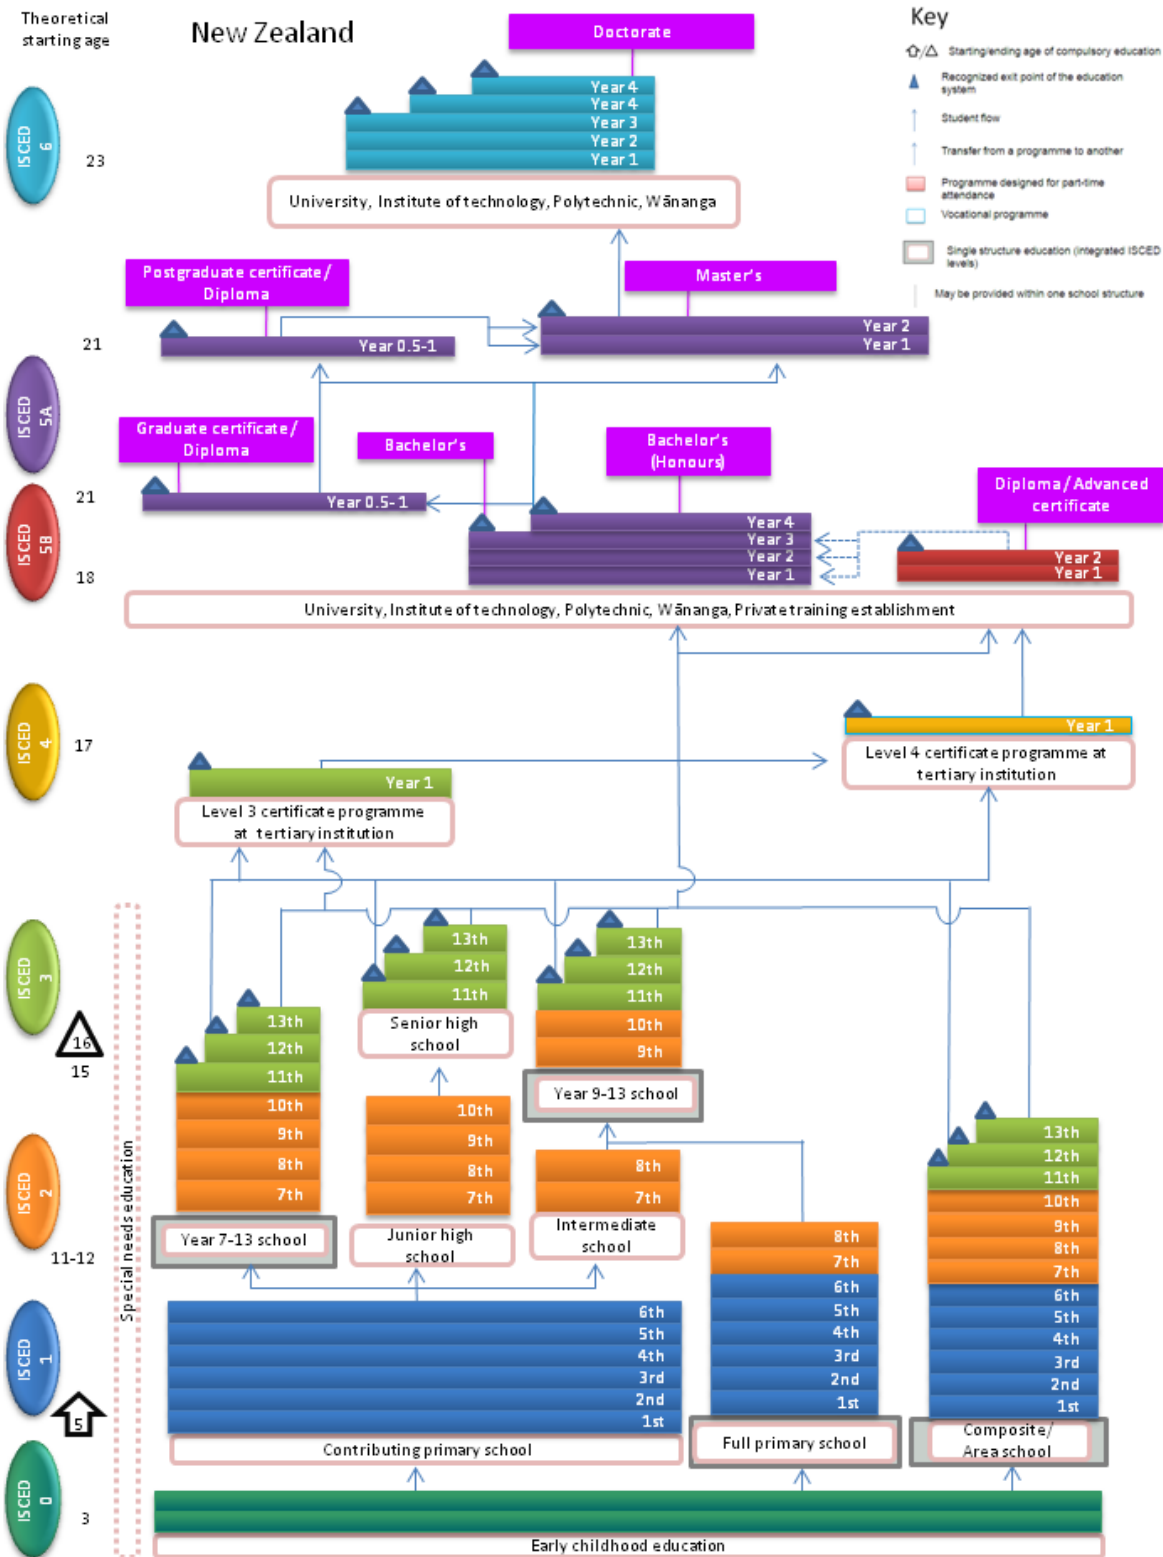 Theoretical
starting age
New Zealand
Key
Starting/ending age of compulsory education
Recognized exit point of the education
system
Student flow
Transfer from a programme to another
Programme designed for part-time
attendance
Vocational programme
Single structure education (integrated ISCED
levels)
May be provided within one school structure
Doctorate
Year 4
Year 4
Year 3
Year 2
Year 1
ISCED
6
23
University, Institute of technology, Polytechnic, Wānanga
Postgraduate certificate/
Diploma
Master's
Year 0.5-1
Year 2
Year 1
21
ISCED
5A
Graduate certificate/
Diploma
Bachelor's
Bachelor's
(Honours)
Diploma / Advanced
certificate
21
Year 0.5-1
Year 4
Year 3
Year 2
Year 1
Year 2
Year 1
ISCED
5B
18
University, Institute of technology, Polytechnic, Wānanga, Private training establishment
ISCED
4
17
Year 1
Level 4 certificate programme at
tertiary institution
Year 1
Level 3 certificate programme
at tertiary institution
ISCED
3
16
15
13th
12th
11th
10th
9th
8th
7th
Year 7-13 school
13th
12th
11th
Senior high
school
10th
9th
8th
7th
Junior high
school
13th
12th
11th
10th
9th
Year 9-13 school
8th
7th
Intermediate
school
ISCED
2
11-12
Special needs education
6th
5th
4th
3rd
2nd
1st
Contributing primary school
8th
7th
6th
5th
4th
3rd
2nd
1st
Full primary school
13th
12th
11th
10th
9th
8th
7th
6th
5th
4th
3rd
2nd
1st
Composite/
Area school
ISCED
1
5
ISCED
0
3
Early childhood education